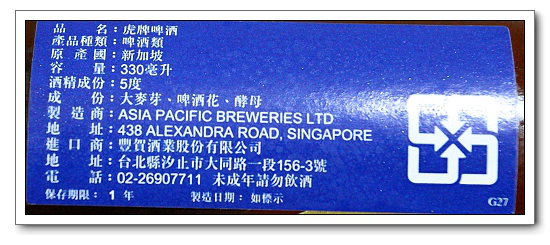 品名：虎牌啤酒
產品種類：啤酒類
原產國：新加坡
容量：330毫升
酒精成份：5度
成份：大麥芽、啤酒花、酵母
製造商：ASIA PACIFIC BREWERIES LTD
地址：438 ALEXANDRA ROAD, SINGAPORE
進口商：豐賀酒業股份有限公司
地址：台北縣汐止市大同路一段156-3號
電話：02-26907711 未成年請勿飲酒
保存期限：1年 製造日期：如標示
G27